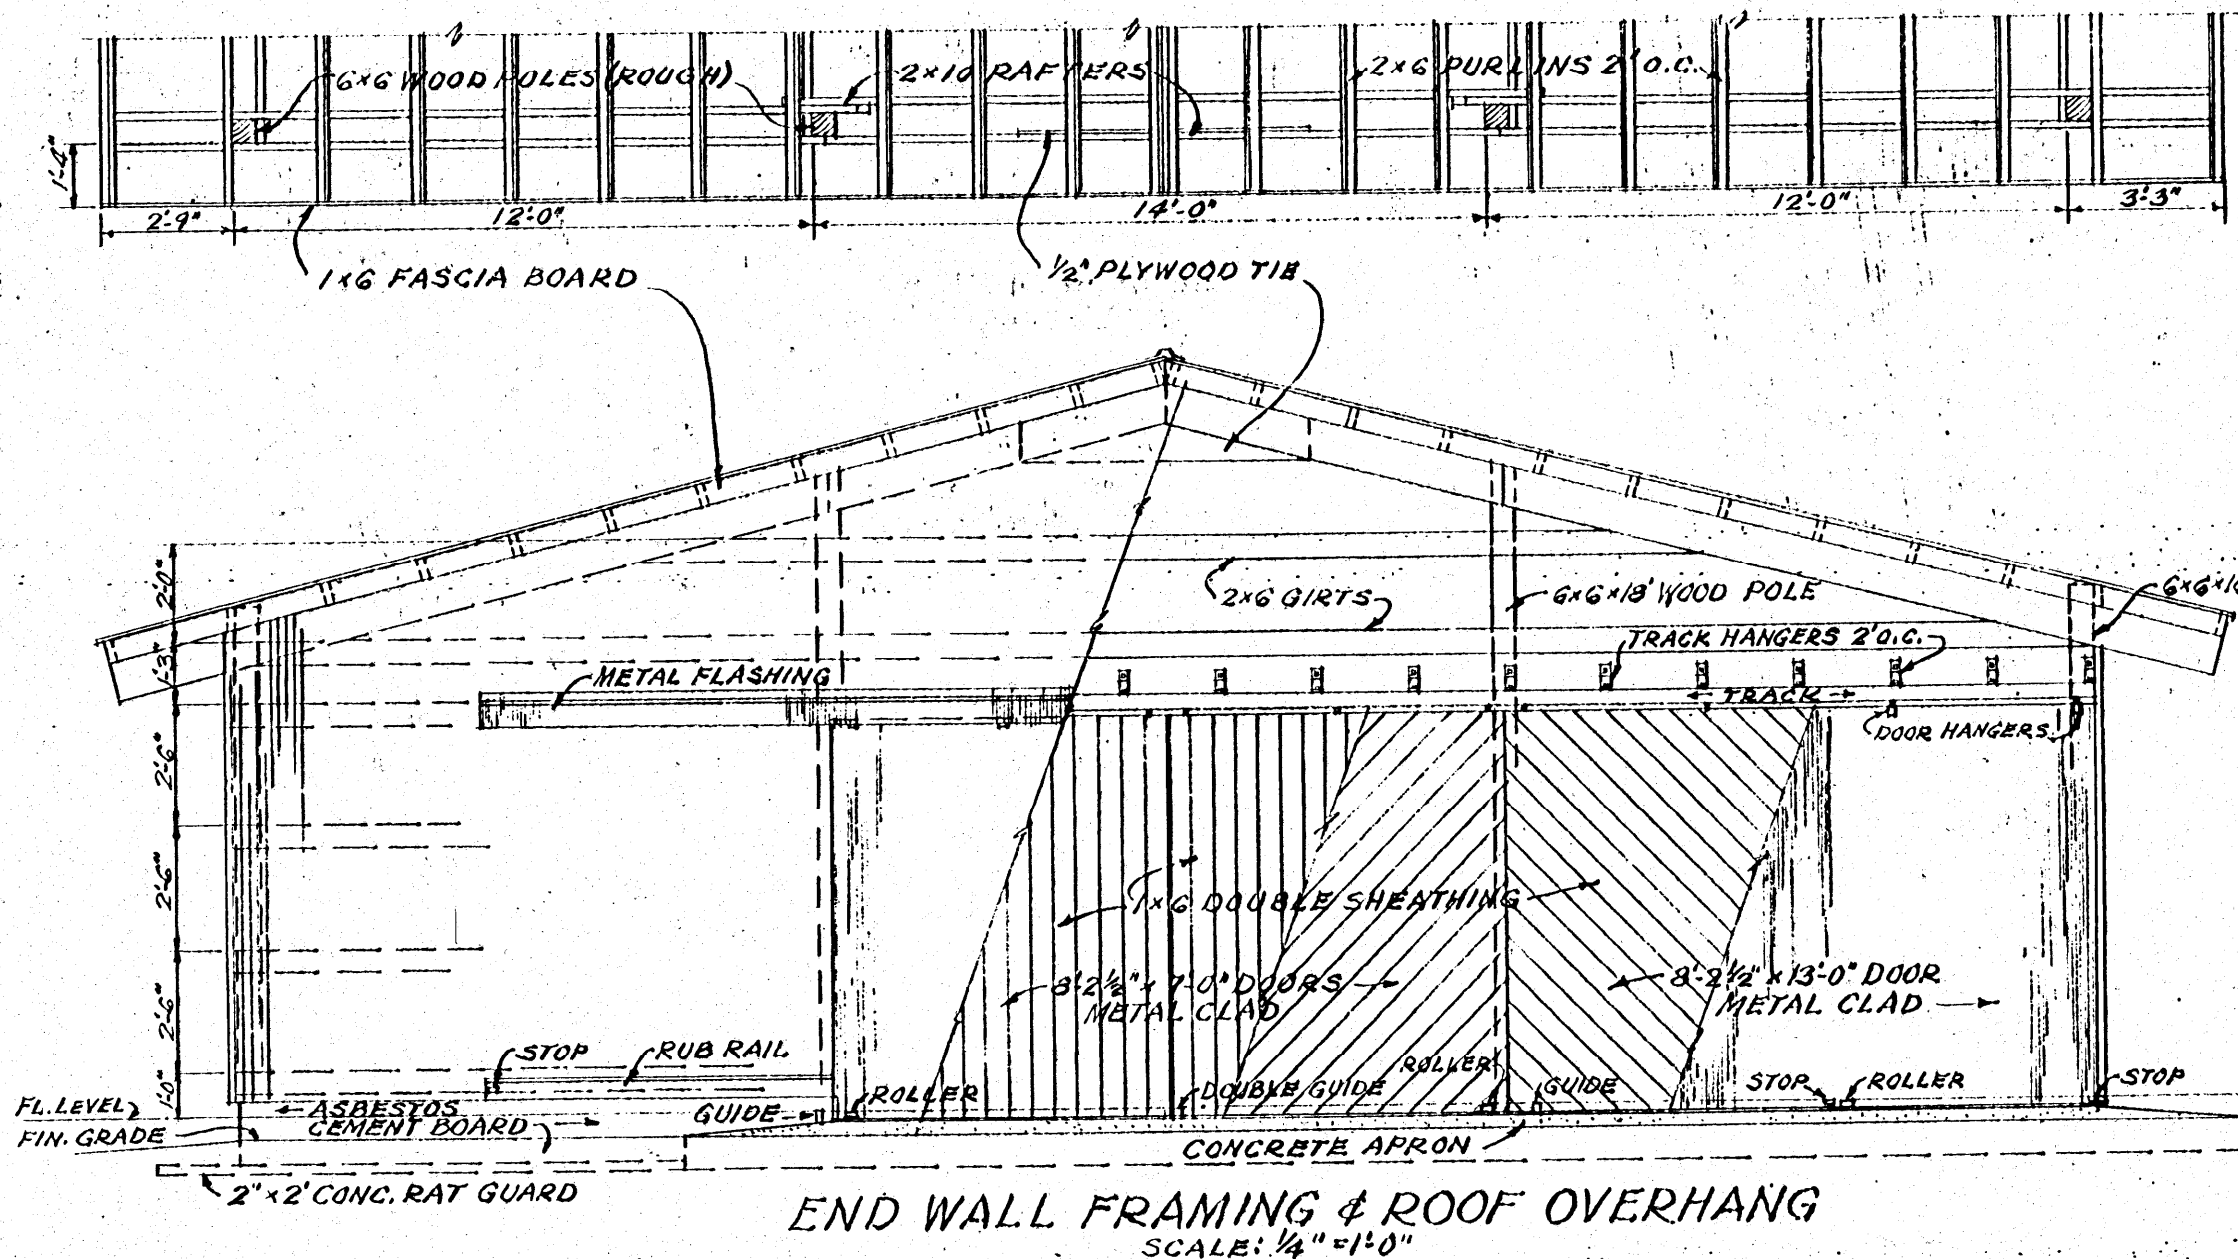 6×6 WOOD POLES (ROUGH)
2×10 RAFTERS
2×6 PURLINS 2' O.C.
1'-4"
2'-9"
12'-0"
14'-0"
12'-0"
3'-3"
1×6 FASCIA BOARD
1/2" PLYWOOD TIE
2'-0"
2×6 GIRTS
6×6×18' WOOD POLE
TRACK HANGERS 2' O.C.
1'-3"
METAL FLASHING
TRACK
DOOR HANGERS
2'-6"
2'-6"
1×6 DOUBLE SHEATHING
8'-2 1/2" × 7'-0" DOORS
METAL CLAD
8'-2 1/2" × 13'-0" DOOR
METAL CLAD
2'-6"
STOP
RUB RAIL
ROLLER
1'-0"
ROLLER
DOUBLE GUIDE
GUIDE
STOP
ROLLER
STOP
FL. LEVEL
ASBESTOS
CEMENT BOARD
GUIDE
FIN. GRADE
CONCRETE APRON
2" × 2' CONC. RAT GUARD
END WALL FRAMING & ROOF OVERHANG
SCALE: 1/4" = 1'-0"